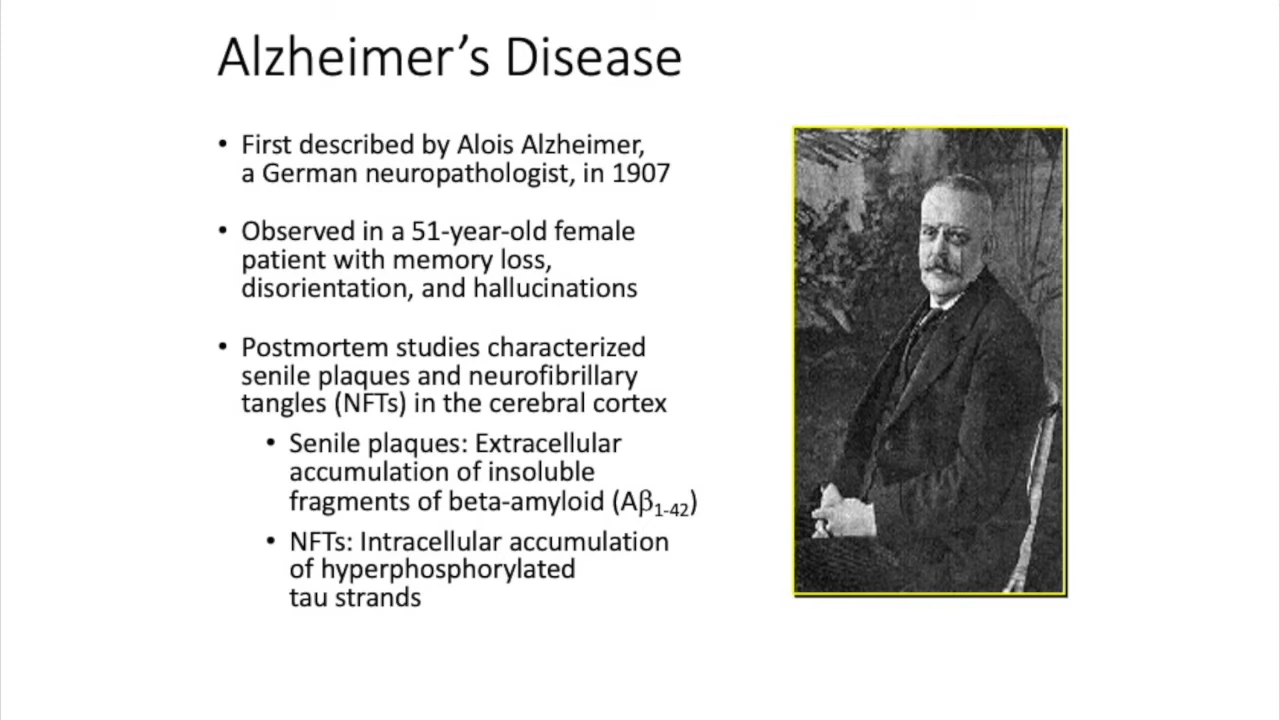 Alzheimer’s Disease
• First described by Alois Alzheimer,
a German neuropathologist, in 1907
• Observed in a 51-year-old female
patient with memory loss,
disorientation, and hallucinations
• Postmortem studies characterized
senile plaques and neurofibrillary
tangles (NFTs) in the cerebral cortex
• Senile plaques: Extracellular
accumulation of insoluble
fragments of beta-amyloid (Aβ₁₋₄₂)
• NFTs: Intracellular accumulation
of hyperphosphorylated
tau strands